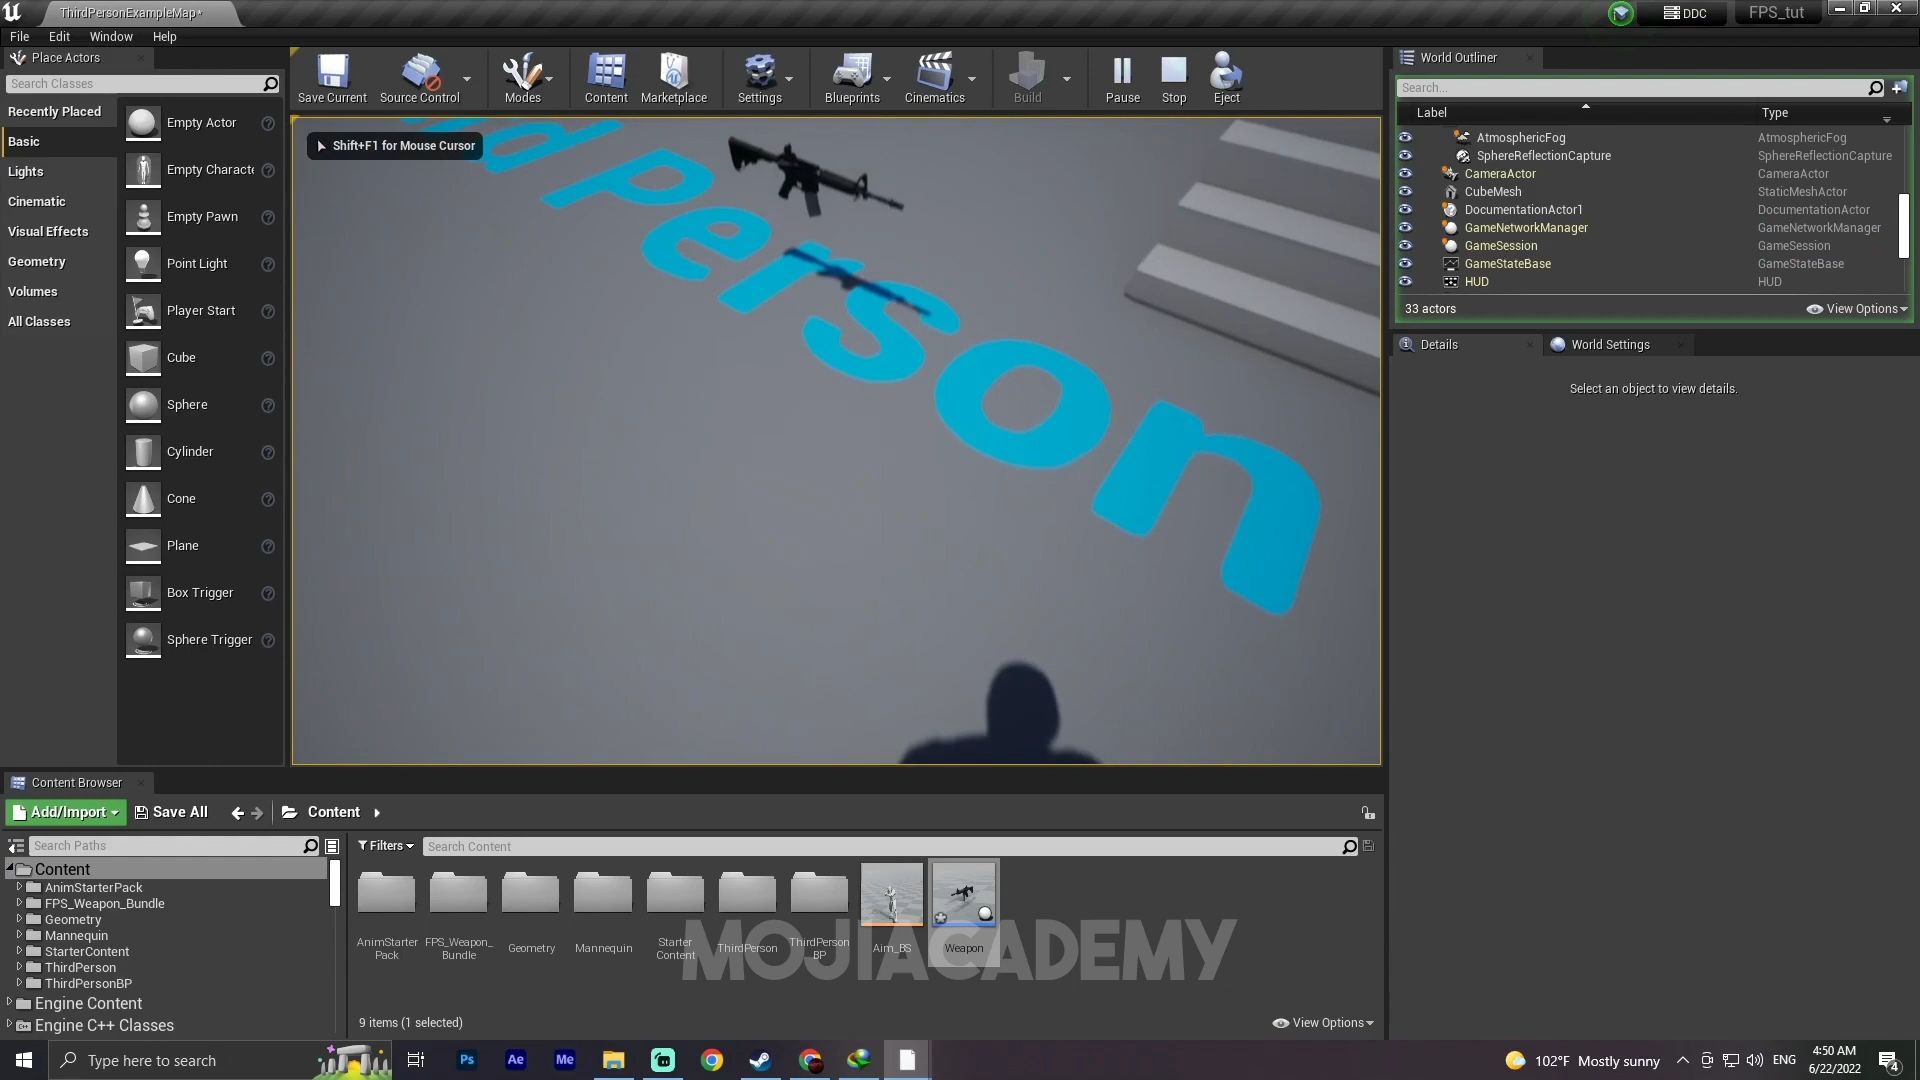 ThirdPersonExampleMap*
DDC
FPS_tut
File Edit Window Help
Place Actors
Search Classes
Recently Placed
Basic
Lights
Cinematic
Visual Effects
Geometry
Volumes
All Classes
Empty Actor
Empty Characte
Empty Pawn
Point Light
Player Start
Cube
Sphere
Cylinder
Cone
Plane
Box Trigger
Sphere Trigger
Save Current
Source Control
Modes
Content
Marketplace
Settings
Blueprints
Cinematics
Build
Pause
Stop
Eject
Shift+F1 for Mouse Cursor
d Person
World Outliner
Search...
Label Type
AtmosphericFog AtmosphericFog
SphereReflectionCapture SphereReflectionCapture
CameraActor CameraActor
CubeMesh StaticMeshActor
DocumentationActor1 DocumentationActor
GameNetworkManager GameNetworkManager
GameSession GameSession
GameStateBase GameStateBase
HUD HUD
33 actors View Options
Details
World Settings
Select an object to view details.
Content Browser
Add/Import Save All Content
Search Paths
Content
AnimStarterPack
FPS_Weapon_Bundle
Geometry
Mannequin
StarterContent
ThirdPerson
ThirdPersonBP
Engine Content
Engine C++ Classes
Filters
Search Content
AnimStarter
Pack
FPS_Weapon_
Bundle
Geometry
Mannequin
Starter
Content
ThirdPerson
ThirdPerson
BP
Aim_BS
Weapon
MOJIACADEMY
9 items (1 selected)
View Options
Type here to search
Ps
Ae
Me
102°F Mostly sunny
ENG
4:50 AM
6/22/2022
4